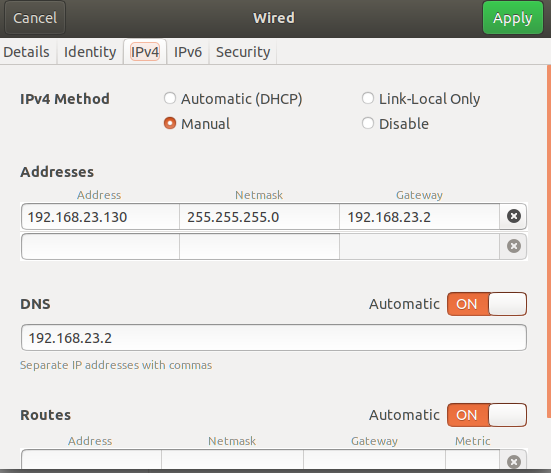 Cancel Wired Apply
Details Identity IPv4 IPv6 Security
IPv4 Method Automatic (DHCP) Link-Local Only
Manual Disable
Addresses
Address Netmask Gateway
192.168.23.130 255.255.255.0 192.168.23.2
DNS Automatic ON
192.168.23.2
Separate IP addresses with commas
Routes Automatic ON
Address Netmask Gateway Metric